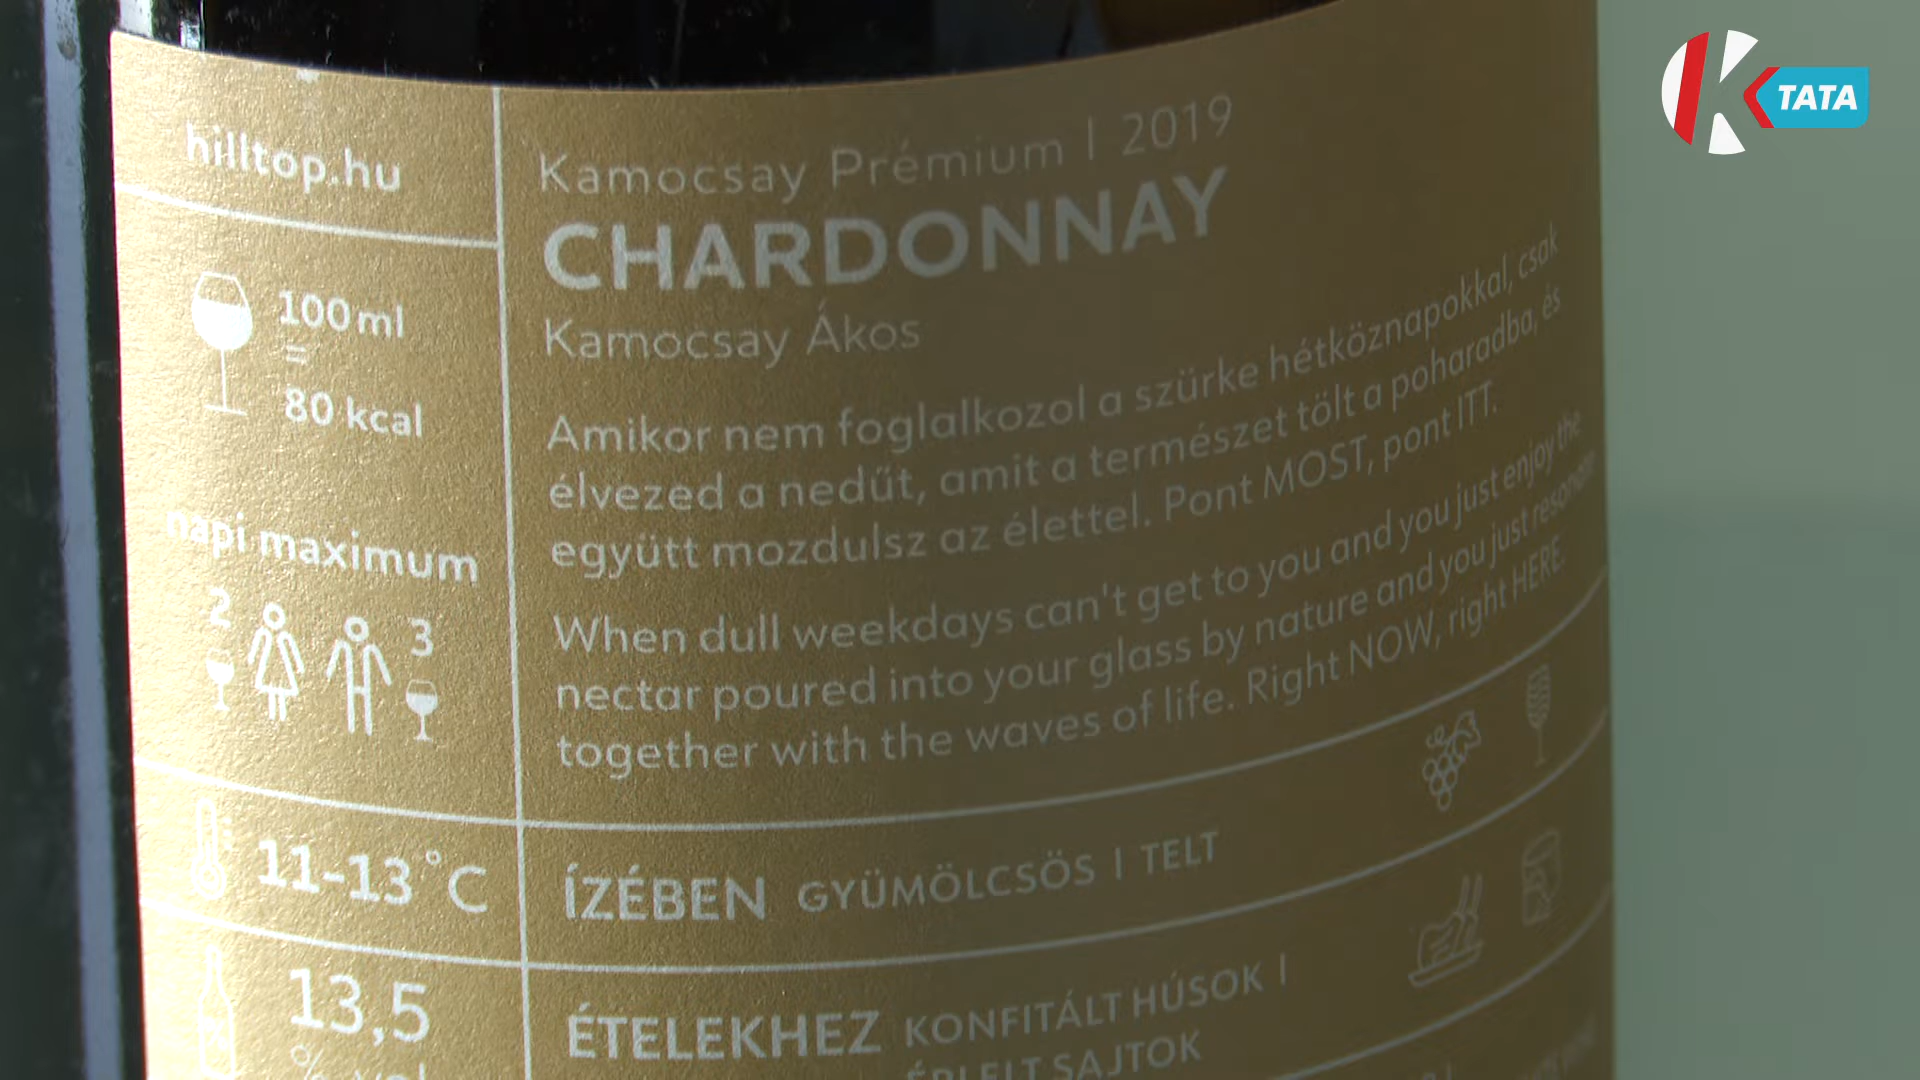 hilltop.hu
100 ml
=
80 kcal
napi maximum
2
3
11-13 °C
13,5
Kamocsay Prémium | 2019
CHARDONNAY
Kamocsay Ákos
Amikor nem foglalkozol a szürke hétköznapokkal, csak
élvezed a nedűt, amit a természet tölt a poharadba, és
együtt mozdulsz az élettel. Pont MOST, pont ITT.
When dull weekdays can't get to you and you just enjoy the
nectar poured into your glass by nature and you just
together with the waves of life. Right NOW, right HERE.
ÍZÉBEN GYÜMÖLCSÖS | TELT
ÉTELEKHEZ KONFITÁLT HÚSOK |
ÉRLELT SAJTOK
K TATA